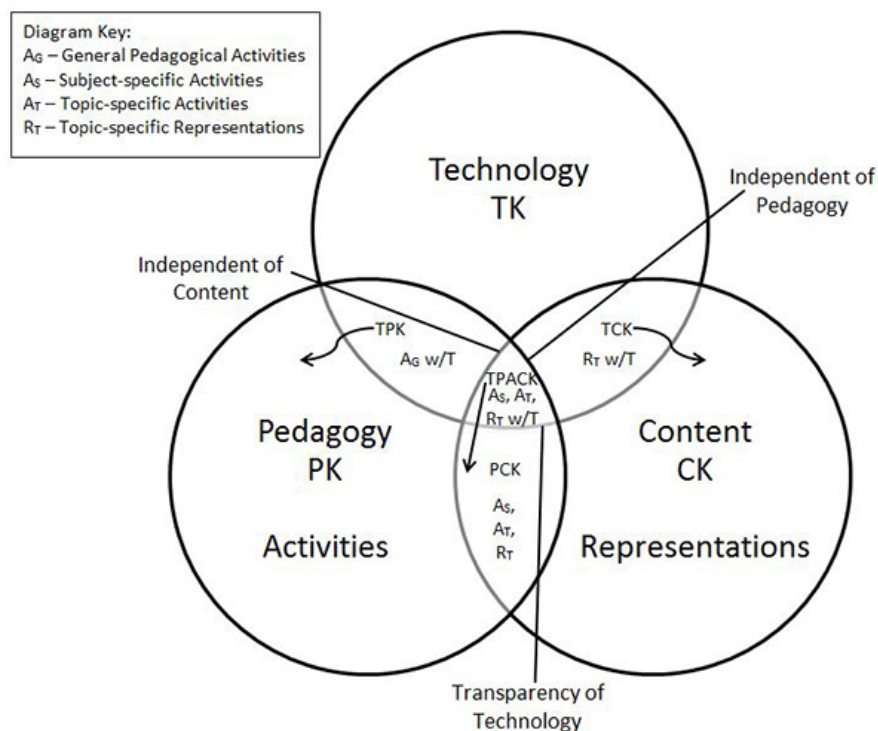 Diagram Key:
AG – General Pedagogical Activities
AS – Subject-specific Activities
AT – Topic-specific Activities
RT – Topic-specific Representations
Technology
TK
Independent of
Pedagogy
Independent of
Content
TPK
AG w/T
TCK
RT w/T
TPACK
AS, AT,
RT w/T
Pedagogy
PK
Activities
PCK
AS,
AT,
RT
Content
CK
Representations
Transparency of
Technology